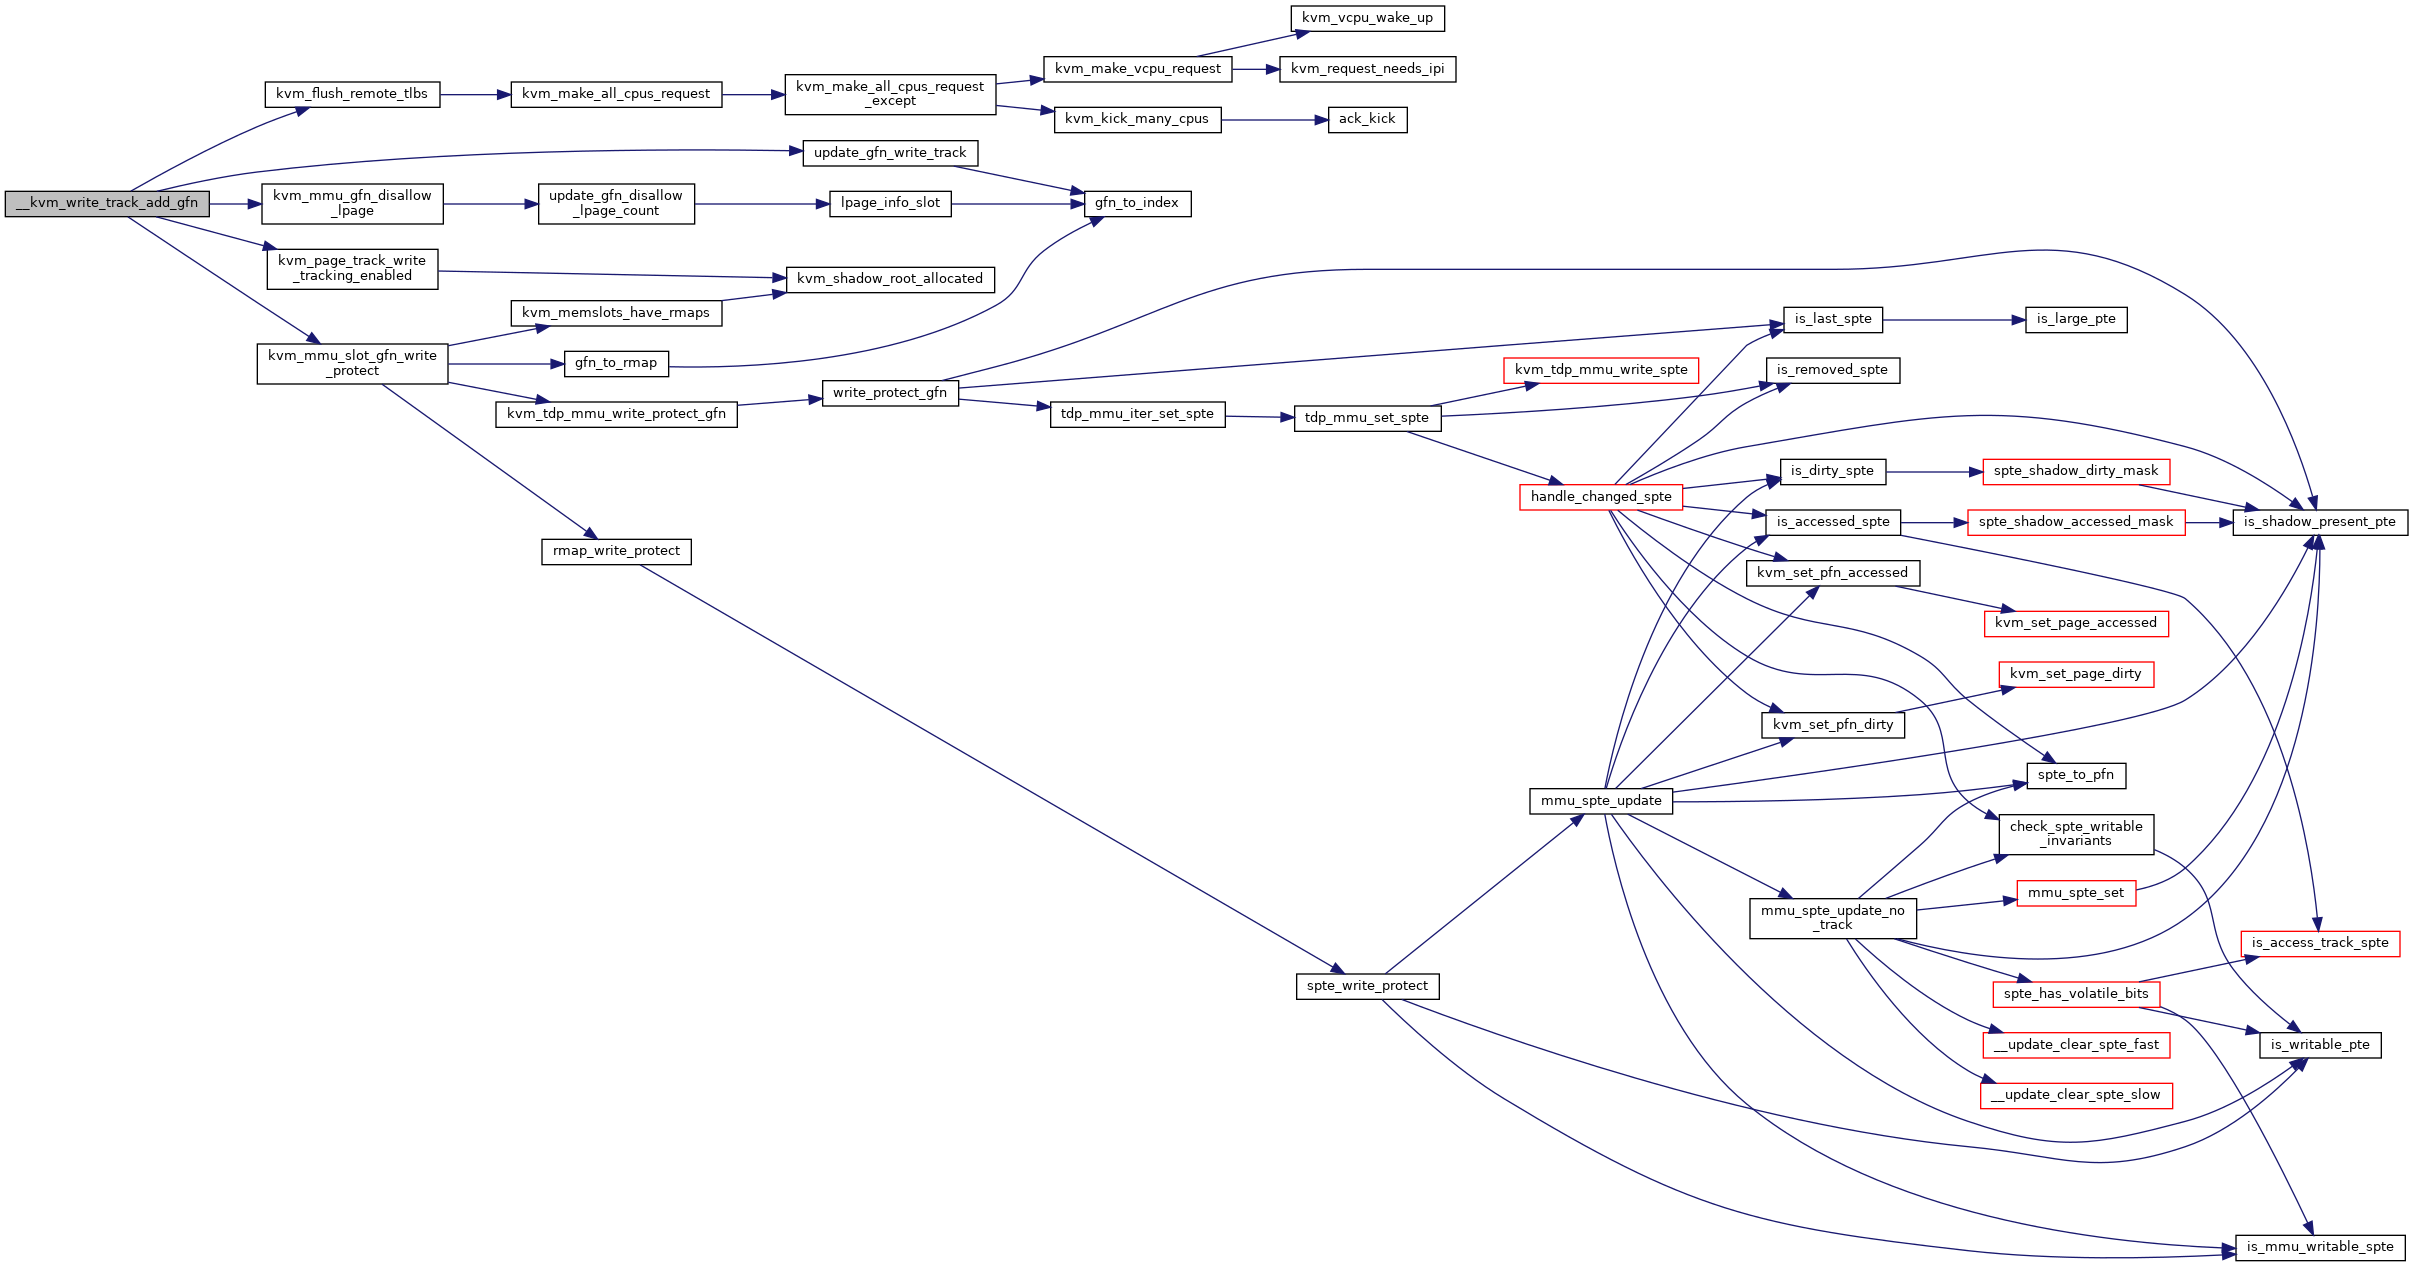 kvm_vcpu_wake_up
kvm_make_vcpu_request
kvm_request_needs_ipi
kvm_flush_remote_tlbs
kvm_make_all_cpus_request
kvm_make_all_cpus_request
_except
kvm_kick_many_cpus
ack_kick
update_gfn_write_track
__kvm_write_track_add_gfn
kvm_mmu_gfn_disallow
_lpage
update_gfn_disallow
_lpage_count
lpage_info_slot
gfn_to_index
kvm_page_track_write
_tracking_enabled
kvm_shadow_root_allocated
kvm_memslots_have_rmaps
kvm_mmu_slot_gfn_write
_protect
gfn_to_rmap
kvm_tdp_mmu_write_protect_gfn
write_protect_gfn
tdp_mmu_iter_set_spte
tdp_mmu_set_spte
kvm_tdp_mmu_write_spte
is_last_spte
is_large_pte
is_removed_spte
handle_changed_spte
is_dirty_spte
spte_shadow_dirty_mask
is_accessed_spte
spte_shadow_accessed_mask
is_shadow_present_pte
rmap_write_protect
kvm_set_pfn_accessed
kvm_set_page_accessed
kvm_set_page_dirty
kvm_set_pfn_dirty
spte_to_pfn
mmu_spte_update
check_spte_writable
_invariants
mmu_spte_set
mmu_spte_update_no
_track
is_access_track_spte
spte_write_protect
spte_has_volatile_bits
__update_clear_spte_fast
is_writable_pte
__update_clear_spte_slow
is_mmu_writable_spte